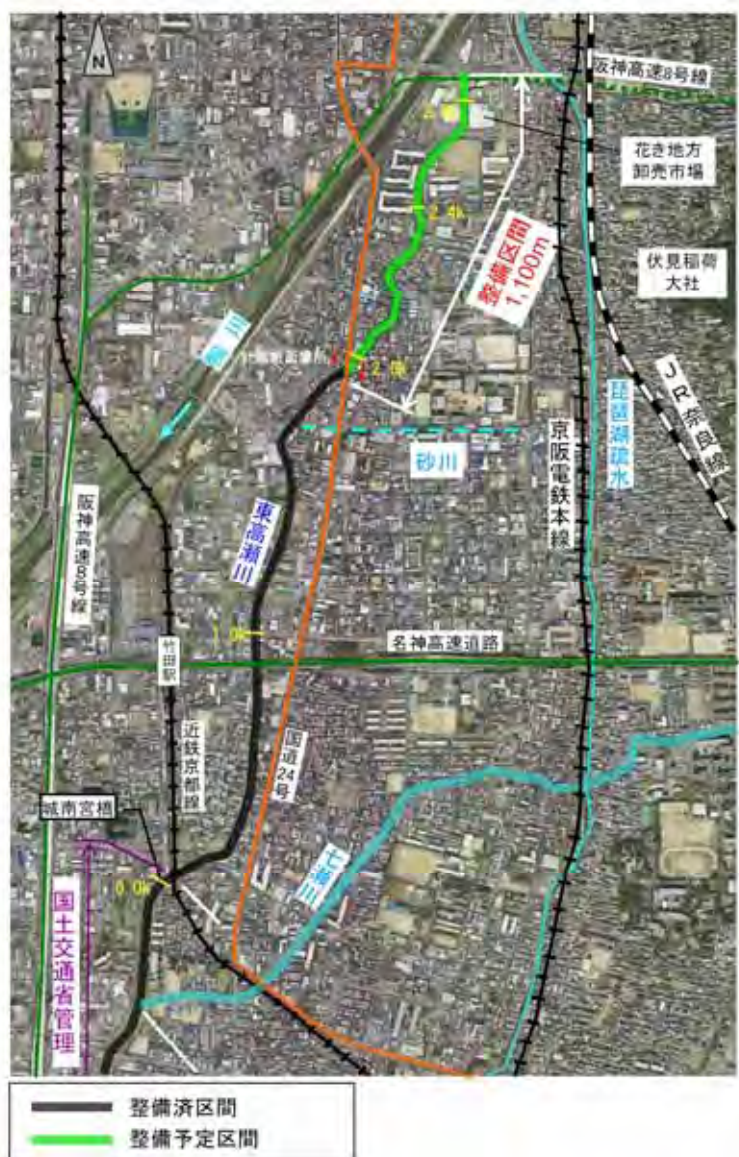 N
阪神高速8号線
花き地方
卸売市場
2.4k
整備区間
1,100m
伏見稲荷
大社
JR奈良線
鴨川
2.0k
砂川
琵琶湖疏水
京阪電鉄本線
東高瀬川
阪神高速8号線
1.0k
名神高速道路
竹田駅
近鉄京都線
国道24号
城南宮橋
0.0k
七瀬川
国土交通省管理
整備済区間
整備予定区間